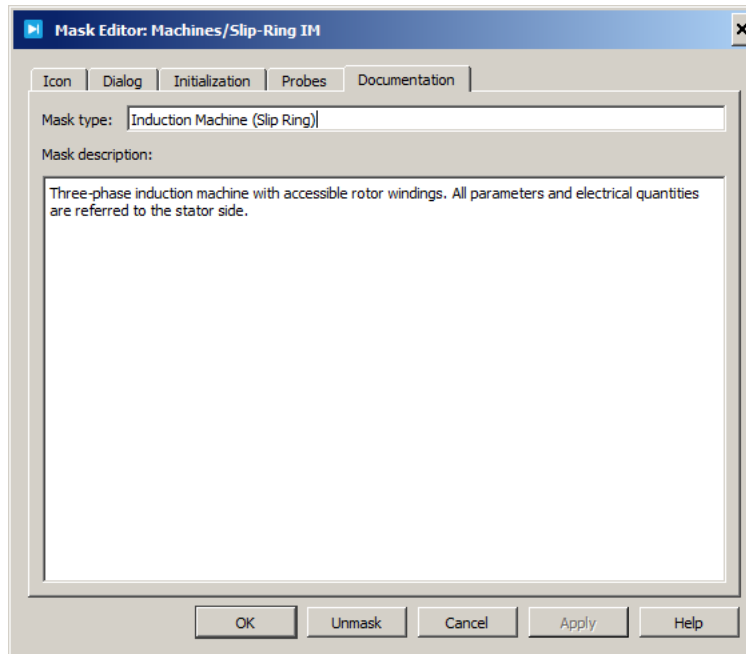 Mask Editor: Machines/Slip-Ring IM
Icon Dialog Initialization Probes Documentation
Mask type: Induction Machine (Slip Ring)
Mask description:
Three-phase induction machine with accessible rotor windings. All parameters and electrical quantities
are referred to the stator side.
OK Unmask Cancel Apply Help